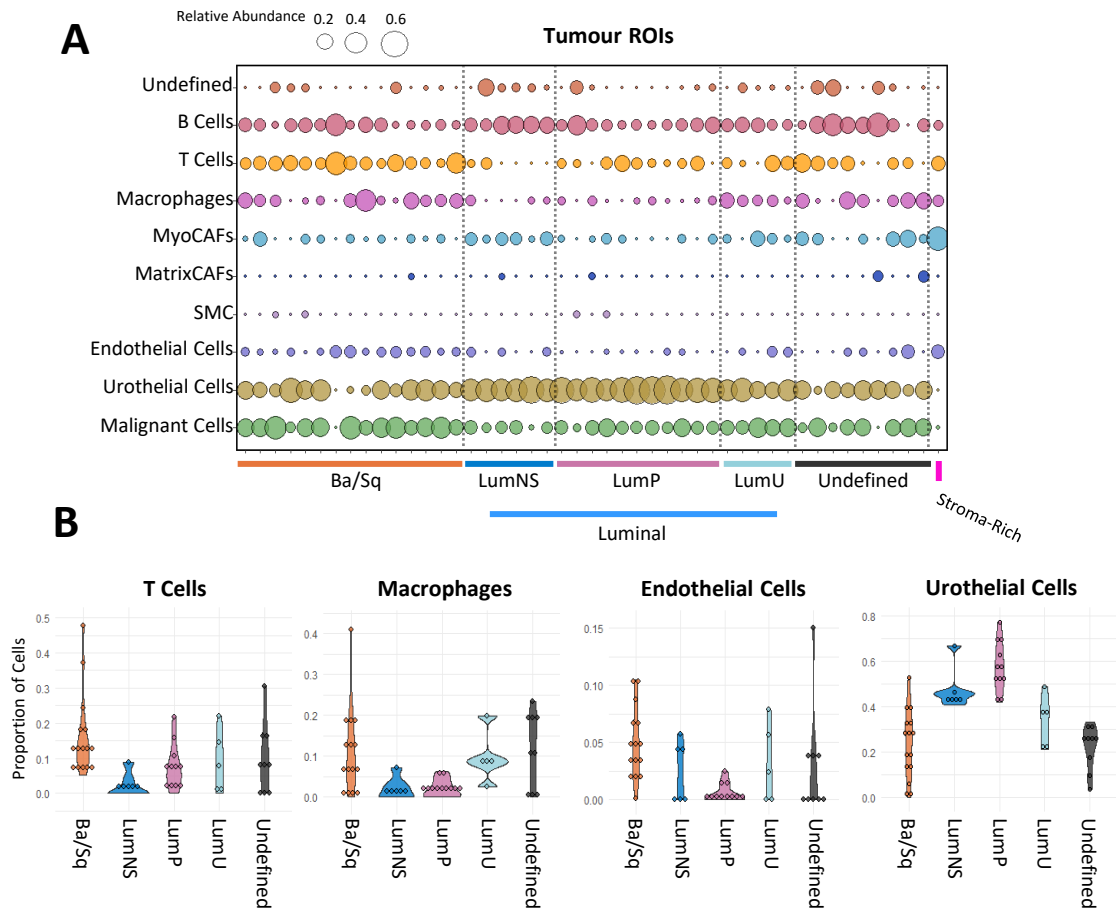 Relative Abundance 0.2 0.4 0.6
A
Tumour ROIs
Undefined
B Cells
T Cells
Macrophages
MyoCAFs
MatrixCAFs
SMC
Endothelial Cells
Urothelial Cells
Malignant Cells
Ba/Sq LumNS LumP LumU Undefined Stroma-Rich
Luminal
B
T Cells Macrophages Endothelial Cells Urothelial Cells
Proportion of Cells
0.5
0.4
0.3
0.2
0.1
0.0
Ba/Sq LumNS LumP LumU Undefined
0.4
0.3
0.2
0.1
0.0
Ba/Sq LumNS LumP LumU Undefined
0.15
0.10
0.05
0.00
Ba/Sq LumNS LumP LumU Undefined
0.8
0.6
0.4
0.2
0.0
Ba/Sq LumNS LumP LumU Undefined